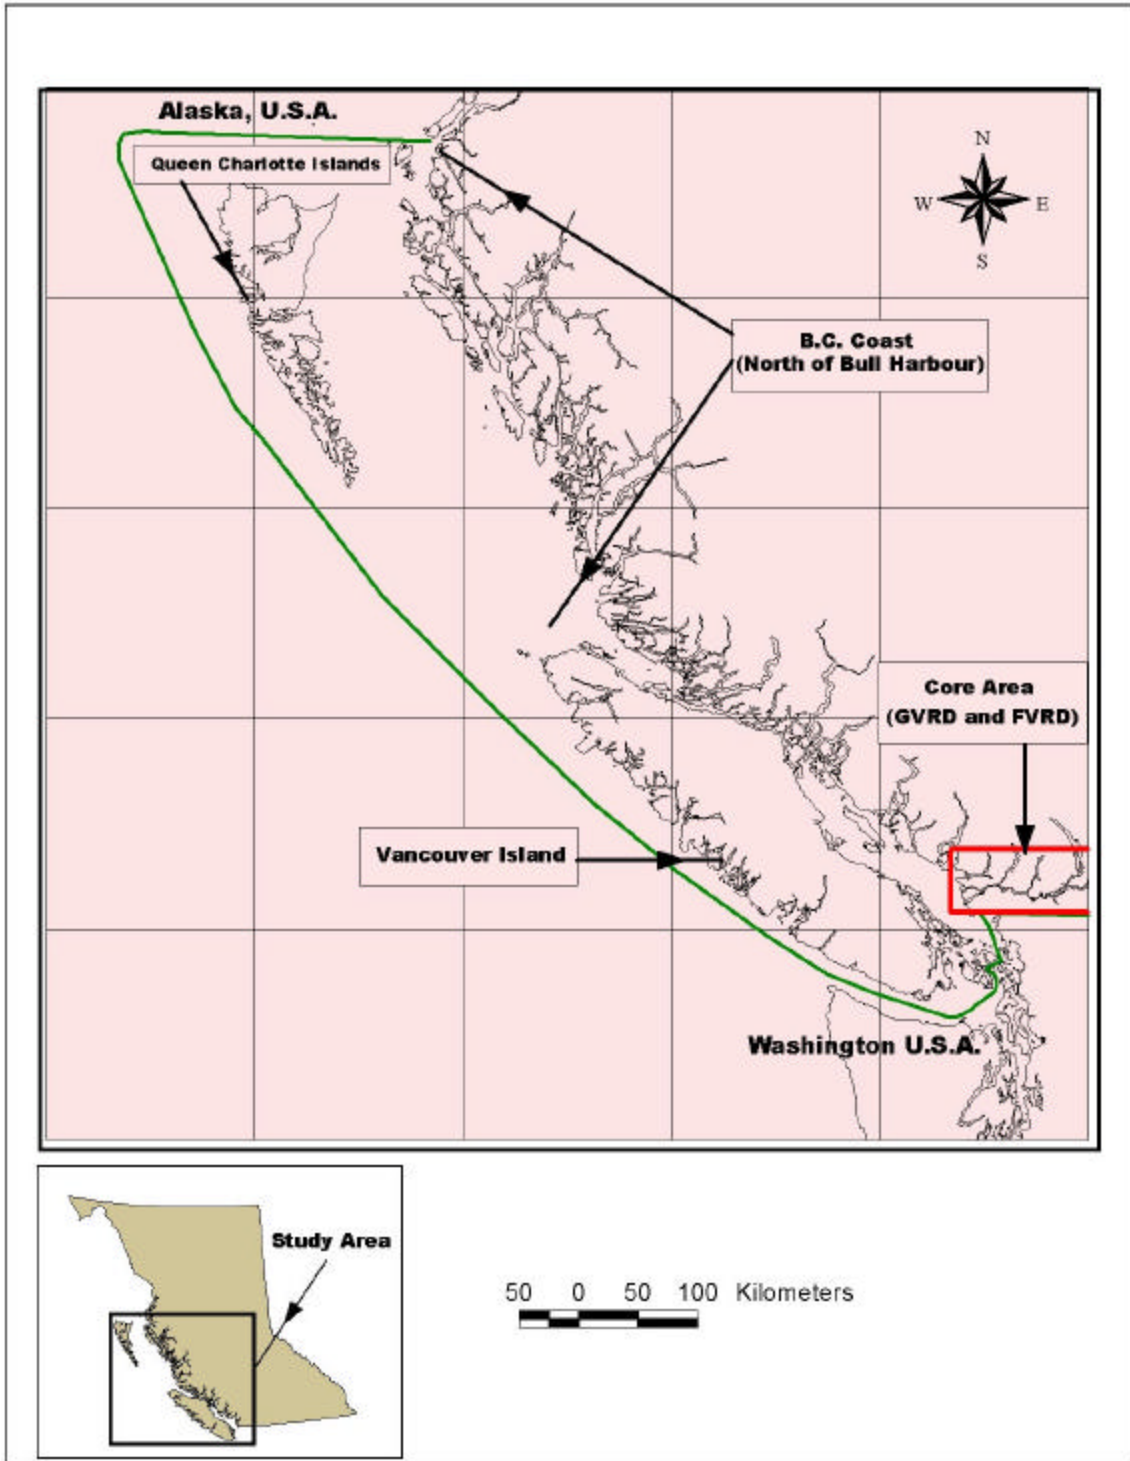 Alaska, U.S.A.
Queen Charlotte Islands
N
W
E
S
B.C. Coast
(North of Bull Harbour)
Core Area
(GVRD and FVRD)
Vancouver Island
Washington U.S.A.
Study Area
50 0 50 100 Kilometers